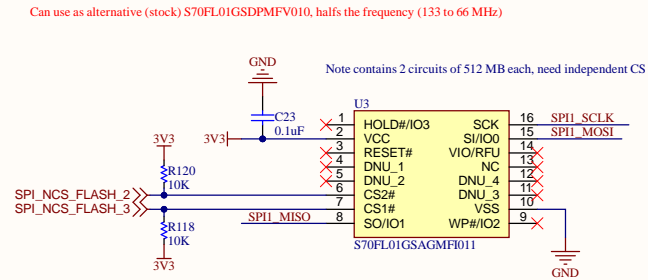 Can use as alternative (stock) S70FL01GSDPMFV010, halfs the frequency (133 to 66 MHz)
GND
Note contains 2 circuits of 512 MB each, need independent CS
U3
C23
0.1uF
3V3
3V3
R120
10K
SPI_NCS_FLASH_2
SPI_NCS_FLASH_3
R118
10K
3V3
SPI1_MISO
1 HOLD#/IO3 SCK 16 SPI1_SCLK
2 VCC SI/IO0 15 SPI1_MOSI
3 RESET# VIO/RFU 14
4 DNU_1 NC 13
5 DNU_2 DNU_4 12
6 CS2# DNU_3 11
7 CS1# VSS 10
8 SO/IO1 WP#/IO2 9
S70FL01GSAGMFI011
GND